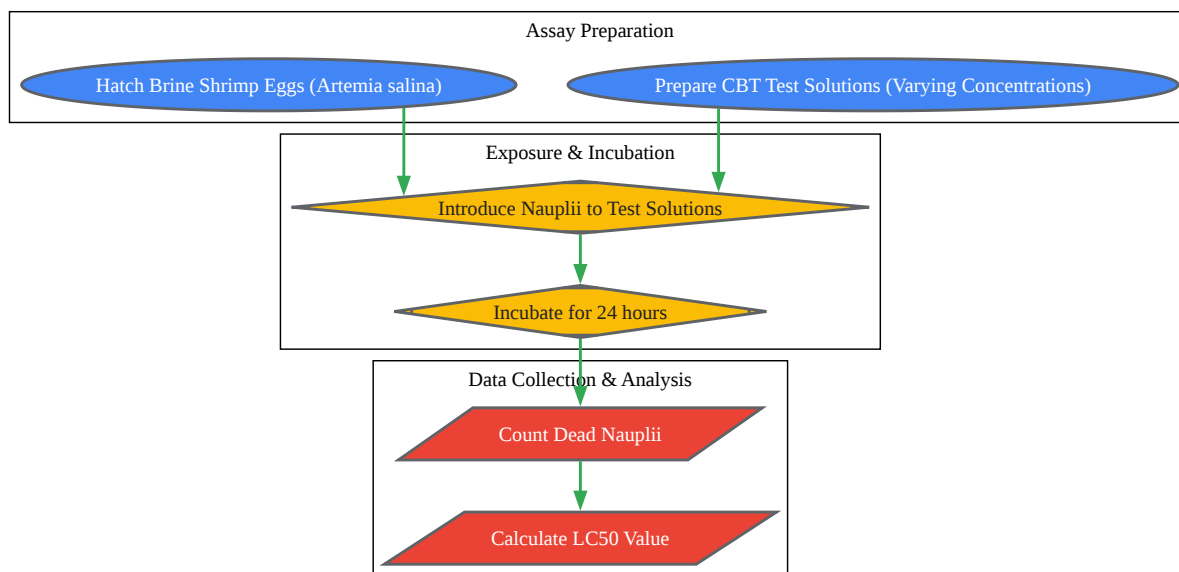 Assay Preparation
Hatch Brine Shrimp Eggs (Artemia salina)
Prepare CBT Test Solutions (Varying Concentrations)
Exposure & Incubation
Introduce Nauplii to Test Solutions
Incubate for 24 hours
Data Collection & Analysis
Count Dead Nauplii
Calculate LC50 Value